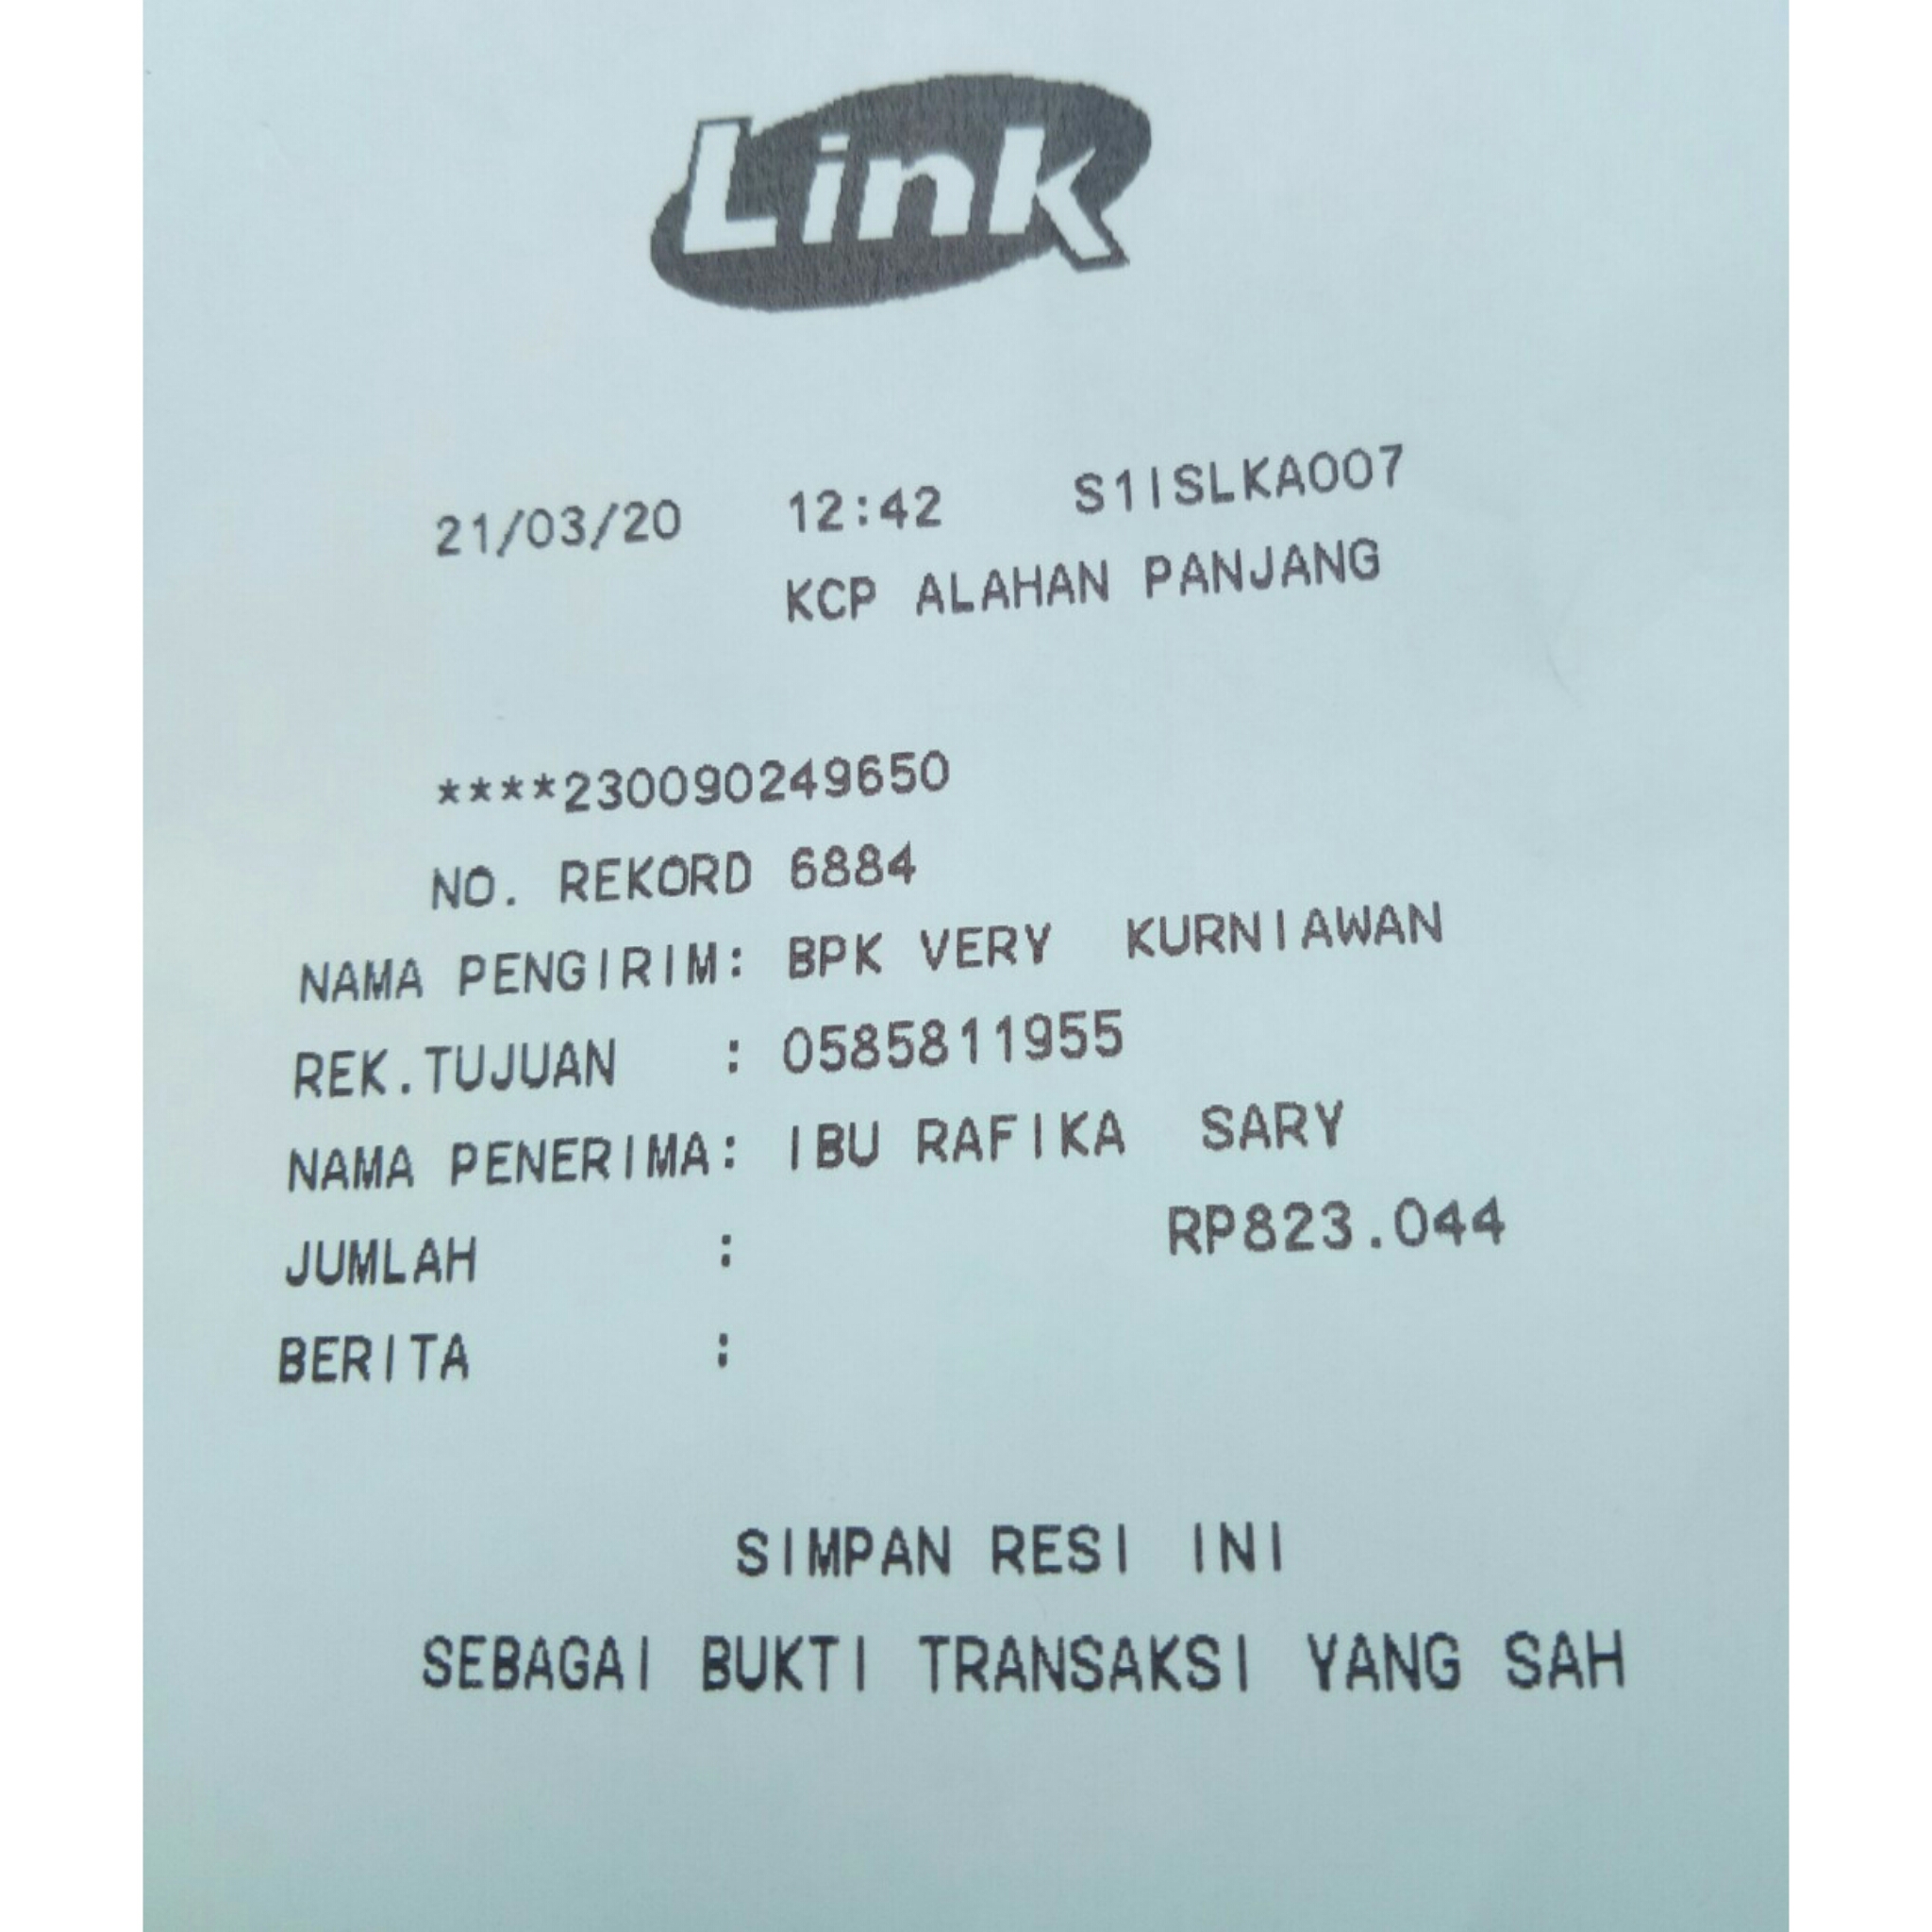 Link
21/03/20 12:42 S1ISLKA007
KCP ALAHAN PANJANG
****230090249650
NO. REKORD 6884
NAMA PENGIRIM: BPK VERY KURNIAWAN
REK.TUJUAN : 0585811955
NAMA PENERIMA: IBU RAFIKA SARY
JUMLAH : RP823.044
BERITA :
SIMPAN RESI INI
SEBAGAI BUKTI TRANSAKSI YANG SAH